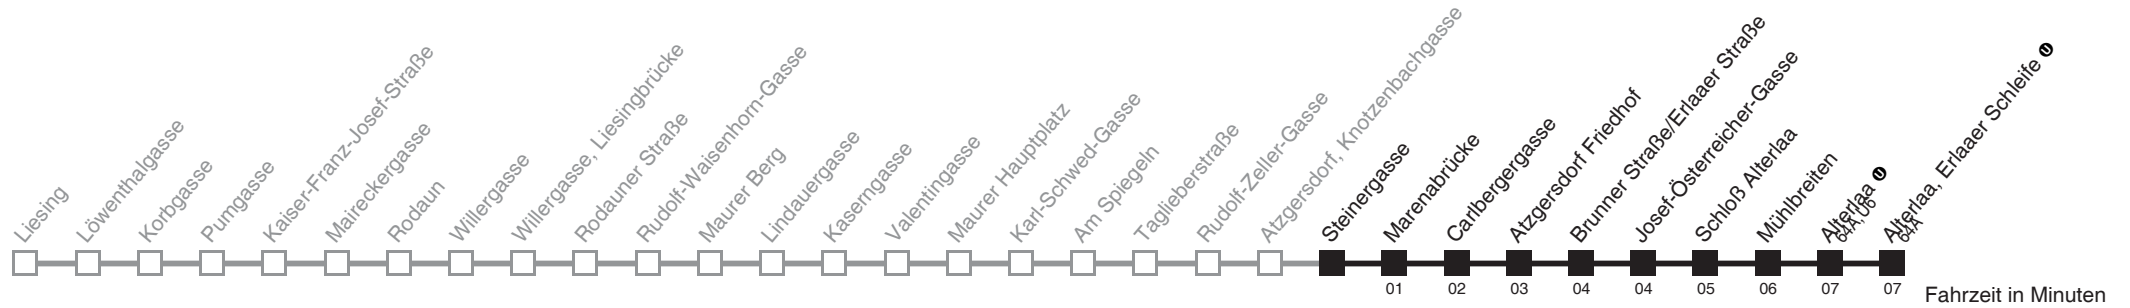 Liesing
Löwenthalgasse
Korbgasse
Pumgasse
Kaiser-Franz-Josef-Straße
Maireckergasse
Rodaun
Willergasse
Willergasse, Liesingbrücke
Rodauner Straße
Rudolf-Waisenhorn-Gasse
Maurer Berg
Lindauergasse
Kaserngasse
Valentingasse
Maurer Hauptplatz
Karl-Schwed-Gasse
Am Spiegeln
Taglieberstraße
Rudolf-Zeller-Gasse
Atzgersdorf, Knotzenbachgasse
Steinergasse
Marenabrücke
Carlbergergasse
Atzgersdorf Friedhof
Brunner Straße/Erlaaer Straße
Josef-Österreicher-Gasse
Schloß Alterlaa
Mühlbreiten
Alterlaa U
64A,U6
Alterlaa, Erlaaer Schleife U
64A
01 02 03 04 04 05 06 07 07
Fahrzeit in Minuten